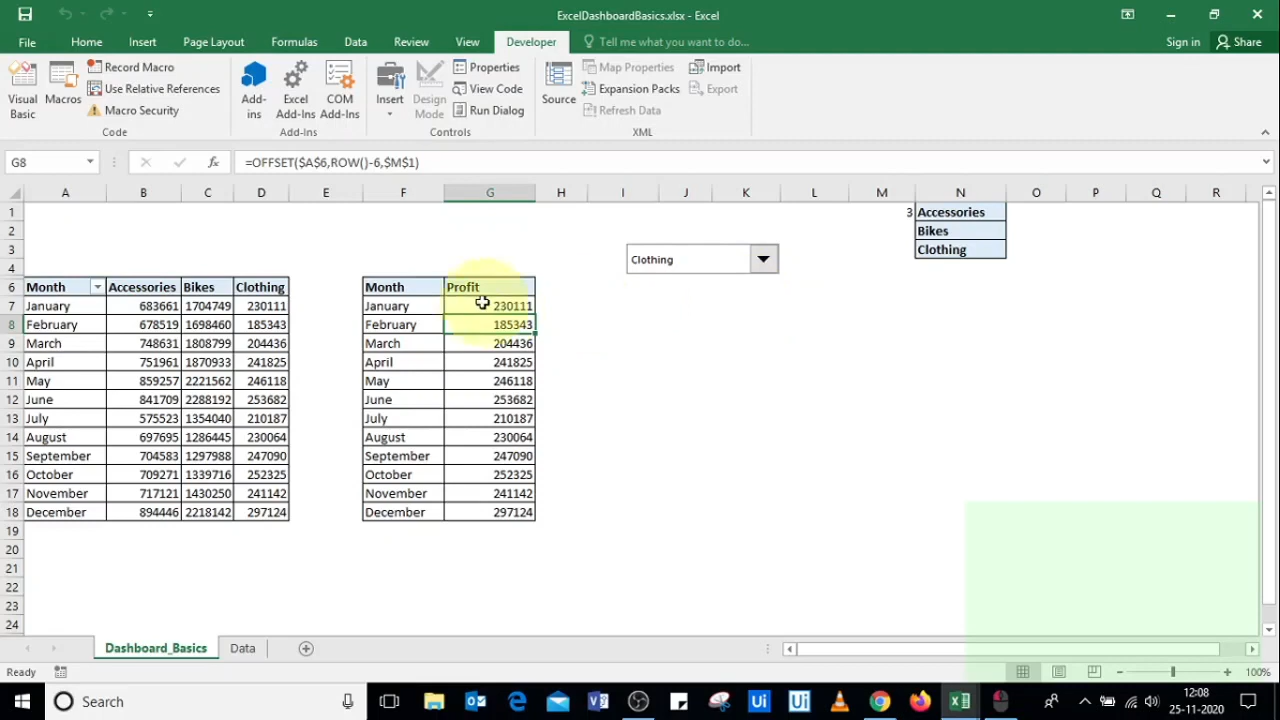 ExcelDashboardBasics.xlsx - Excel
File Home Insert Page Layout Formulas Data Review View Developer Tell me what you want to do... Sign in Share
Visual Basic
Macros
Record Macro
Use Relative References
Macro Security
Code
Add-ins
Excel Add-Ins
COM Add-Ins
Add-Ins
Insert
Design Mode
Properties
View Code
Run Dialog
Controls
Source
Map Properties
Expansion Packs
Refresh Data
Import
Export
XML
G8 fx =OFFSET($A$6,ROW()-6,$M$1)
A B C D E F G H I J K L M N O P Q R
1 3 Accessories
2 Bikes
3 Clothing
Clothing
4
6 Month Accessories Bikes Clothing Month Profit
7 January 683661 1704749 230111 January 230111
8 February 678519 1698460 185343 February 185343
9 March 748631 1808799 204436 March 204436
10 April 751961 1870933 241825 April 241825
11 May 859257 2221562 246118 May 246118
12 June 841709 2288192 253682 June 253682
13 July 575523 1354040 210187 July 210187
14 August 697695 1286445 230064 August 230064
15 September 704583 1297988 247090 September 247090
16 October 709271 1339716 252325 October 252325
17 November 717121 1430250 241142 November 241142
18 December 894446 2218142 297124 December 297124
19
20
21
22
23
24
Dashboard_Basics Data
Ready 100%
Search Ui Ui 12:08
25-11-2020